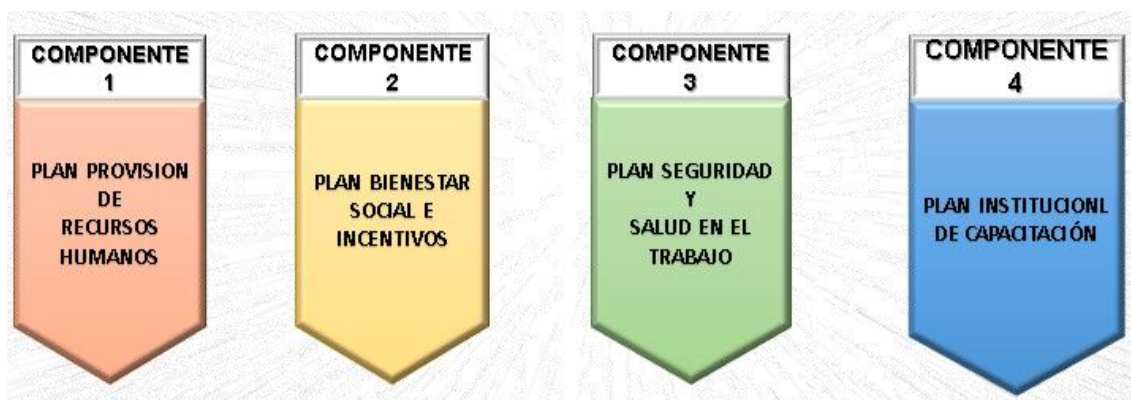 COMPONENTE
1
PLAN PROVISION
DE
RECURSOS
HUMANOS
COMPONENTE
2
PLAN BIENESTAR
SOCIAL E
INCENTIVOS
COMPONENTE
3
PLAN SEGURIDAD
Y
SALUD EN EL
TRABAJO
COMPONENTE
4
PLAN INSTITUCIONL
DE CAPACITACIÓN